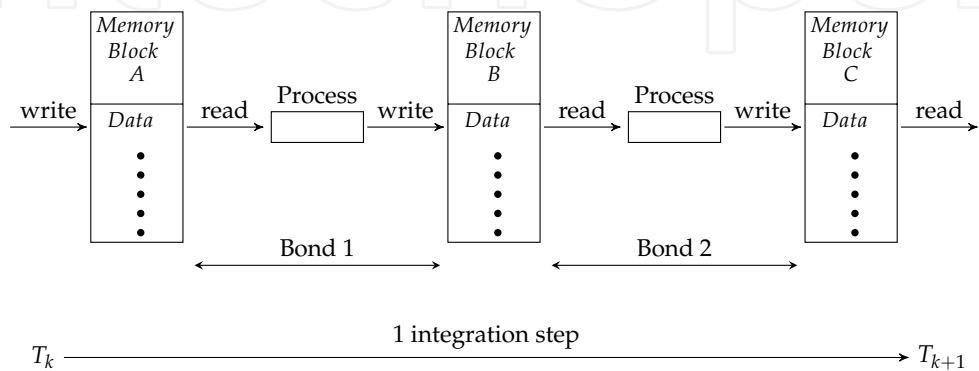 Memory
Block
A
Memory
Block
B
Memory
Block
C
write
Data
read
Process
write
Data
read
Process
write
Data
read
Bond 1
Bond 2
1 integration step
T_k
T_{k+1}